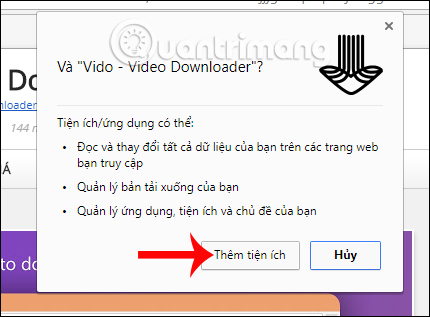 Quantrimang
Do
Và "Vido - Video Downloader"?
nloader
144 n
Tiện ích/ứng dụng có thể:
Á
• Đọc và thay đổi tất cả dữ liệu của bạn trên các trang web
bạn truy cập
• Quản lý bản tải xuống của bạn
• Quản lý ứng dụng, tiện ích và chủ đề của bạn
to do
Thêm tiện ích
Hủy